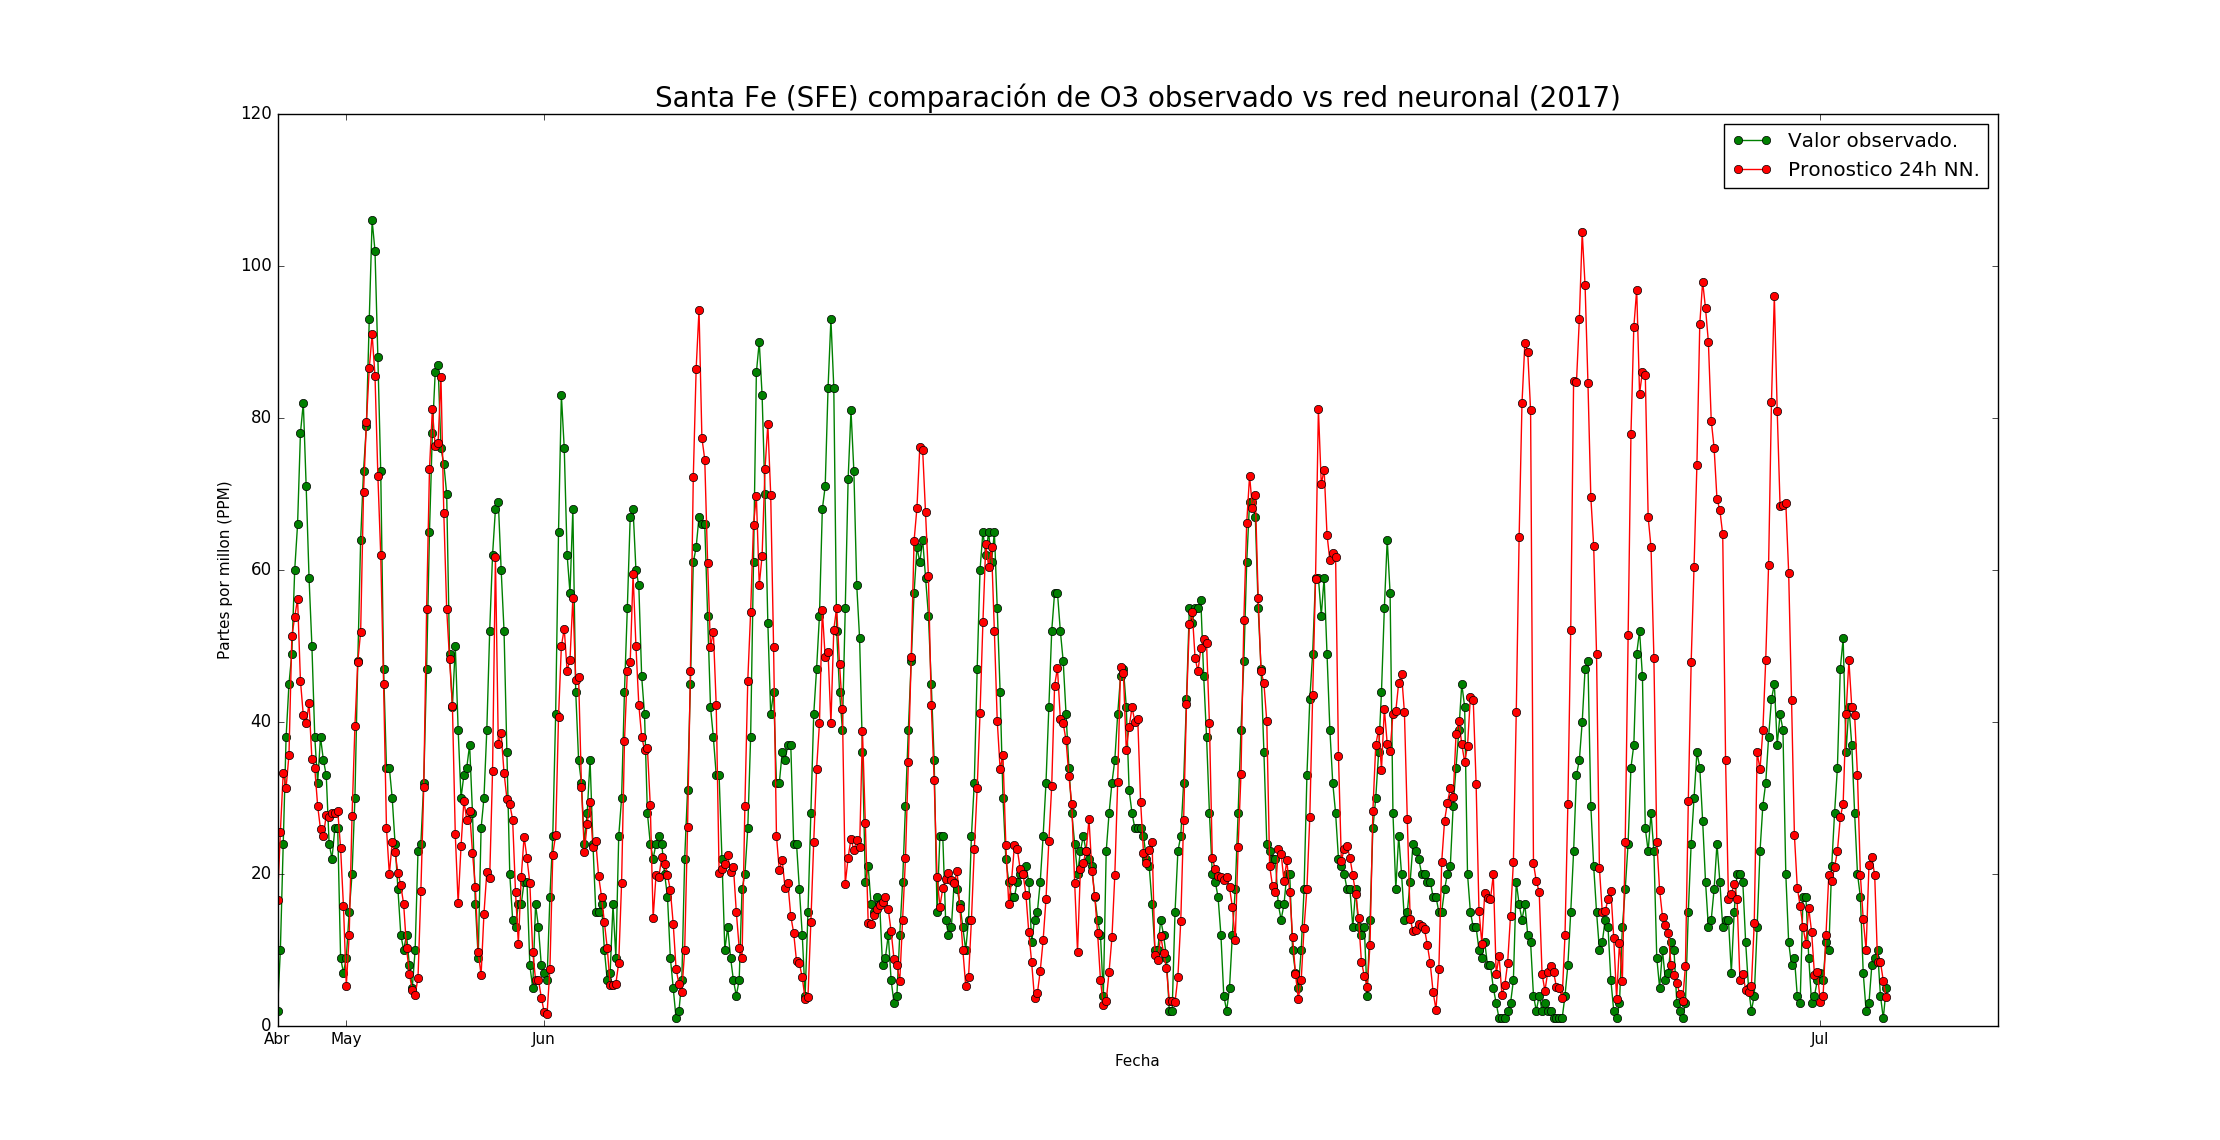 Santa Fe (SFE) comparación de O3 observado vs red neuronal (2017)
Valor observado.
Pronostico 24h NN.
Partes por millon (PPM)
120
100
80
60
40
20
0
Abr May Jun Jul
Fecha